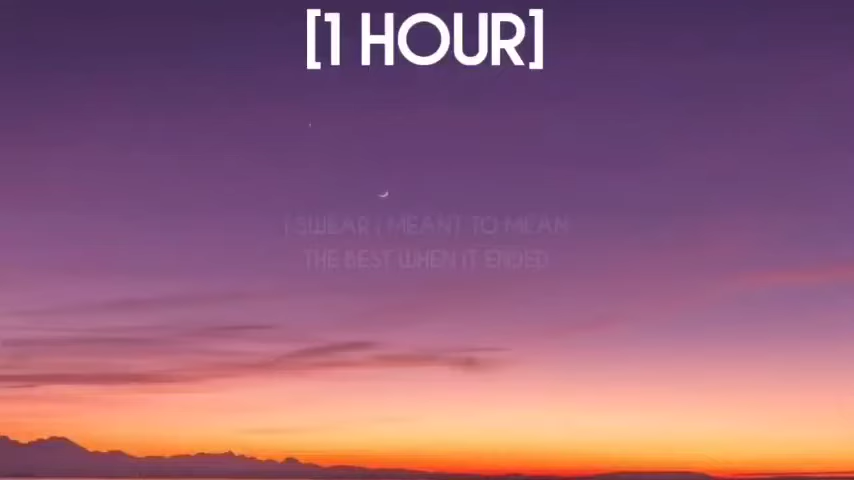 [1 HOUR]
I SWEAR I MEANT TO MEAN
THE BEST WHEN IT ENDED